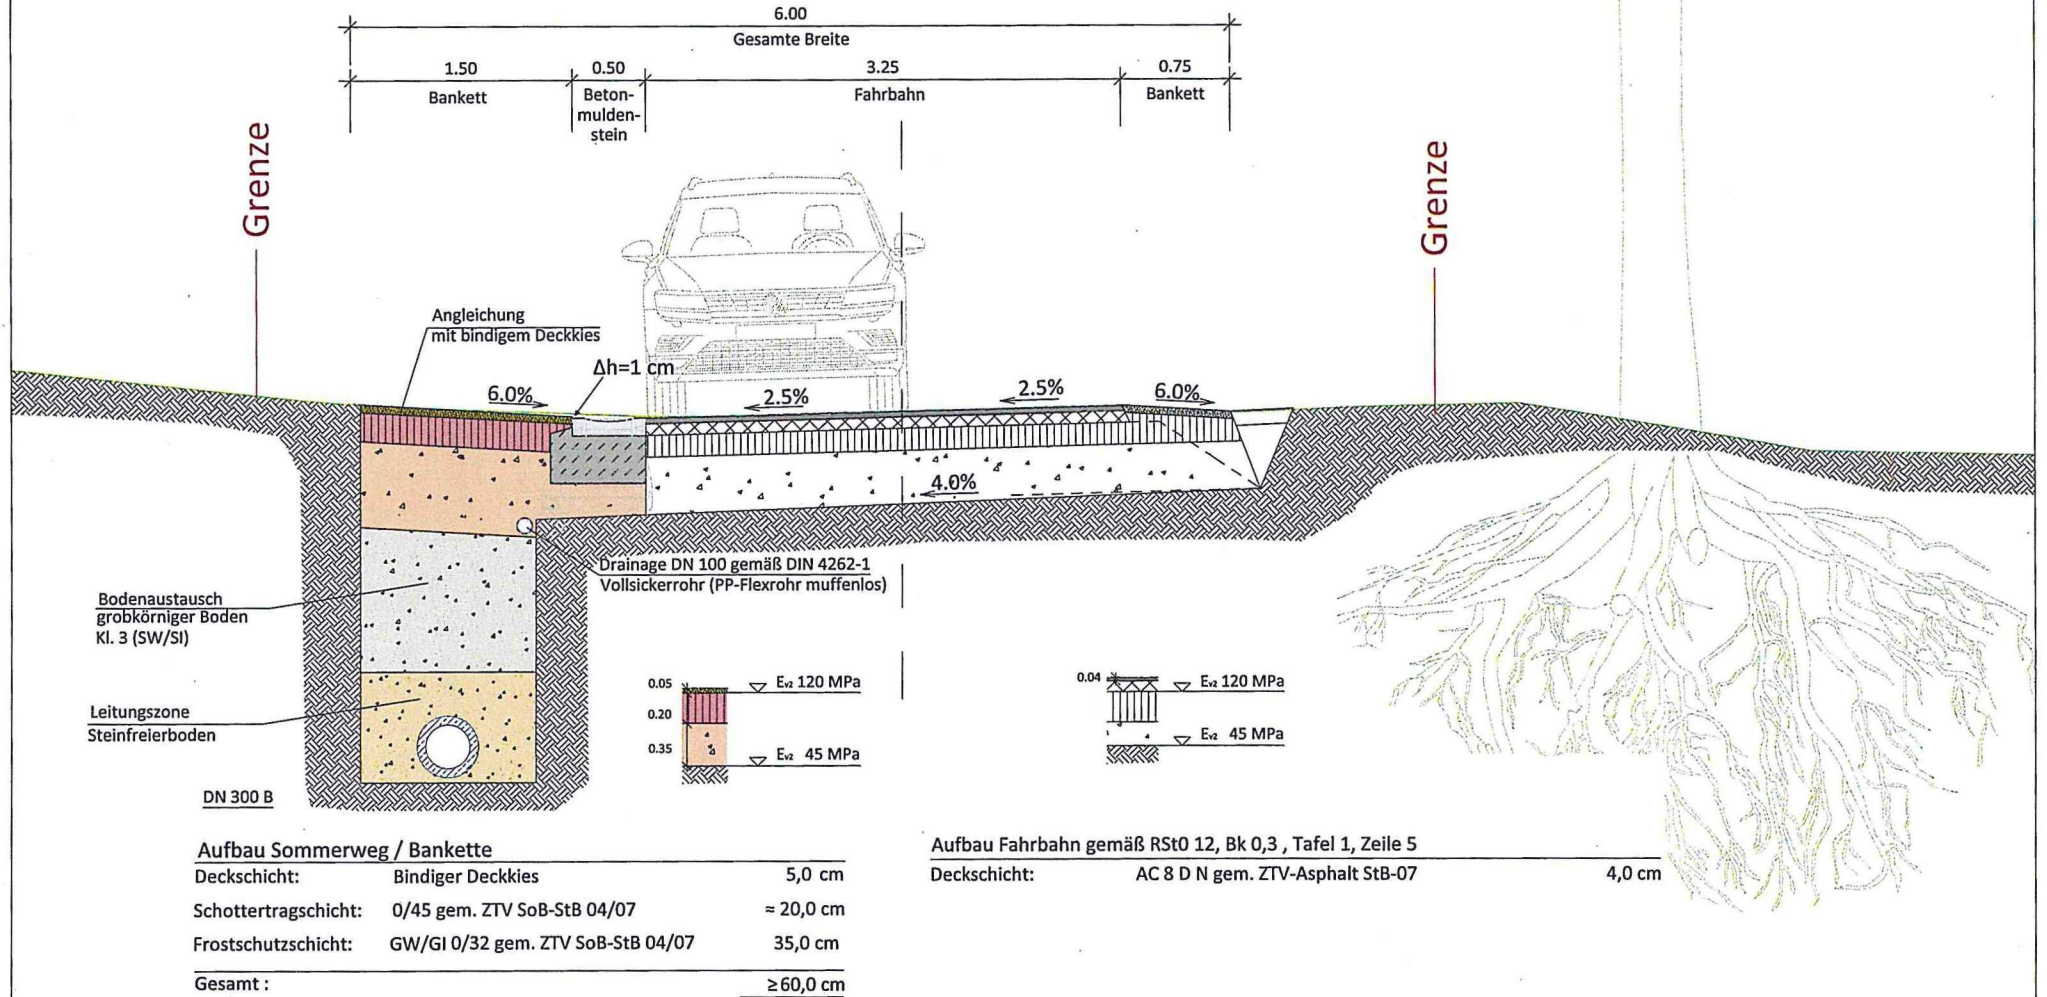 6.00
Gesamte Breite
1.50
0.50
3.25
0.75
Bankett
Beton-
mulden-
stein
Fahrbahn
Bankett
Grenze
Grenze
Angleichung
mit bindigem Deckkies
Δh=1 cm
6.0%
2.5%
2.5%
6.0%
4.0%
Drainage DN 100 gemäß DIN 4262-1
Vollsickerrohr (PP-Flexrohr muffenlos)
Bodenaustausch
grobkörniger Boden
Kl. 3 (SW/SI)
Leitungszone
Steinfreierboden
DN 300 B
0.05
0.20
0.35
Ev2 120 MPa
Ev2 45 MPa
0.04
Ev2 120 MPa
Ev2 45 MPa
Aufbau Sommerweg / Bankette
Deckschicht: Bindiger Deckkies 5,0 cm
Schottertragschicht: 0/45 gem. ZTV SoB-StB 04/07 ≈ 20,0 cm
Frostschutzschicht: GW/GI 0/32 gem. ZTV SoB-StB 04/07 35,0 cm
Gesamt : ≥60,0 cm
Aufbau Fahrbahn gemäß RSt0 12, Bk 0,3 , Tafel 1, Zeile 5
Deckschicht: AC 8 D N gem. ZTV-Asphalt StB-07 4,0 cm